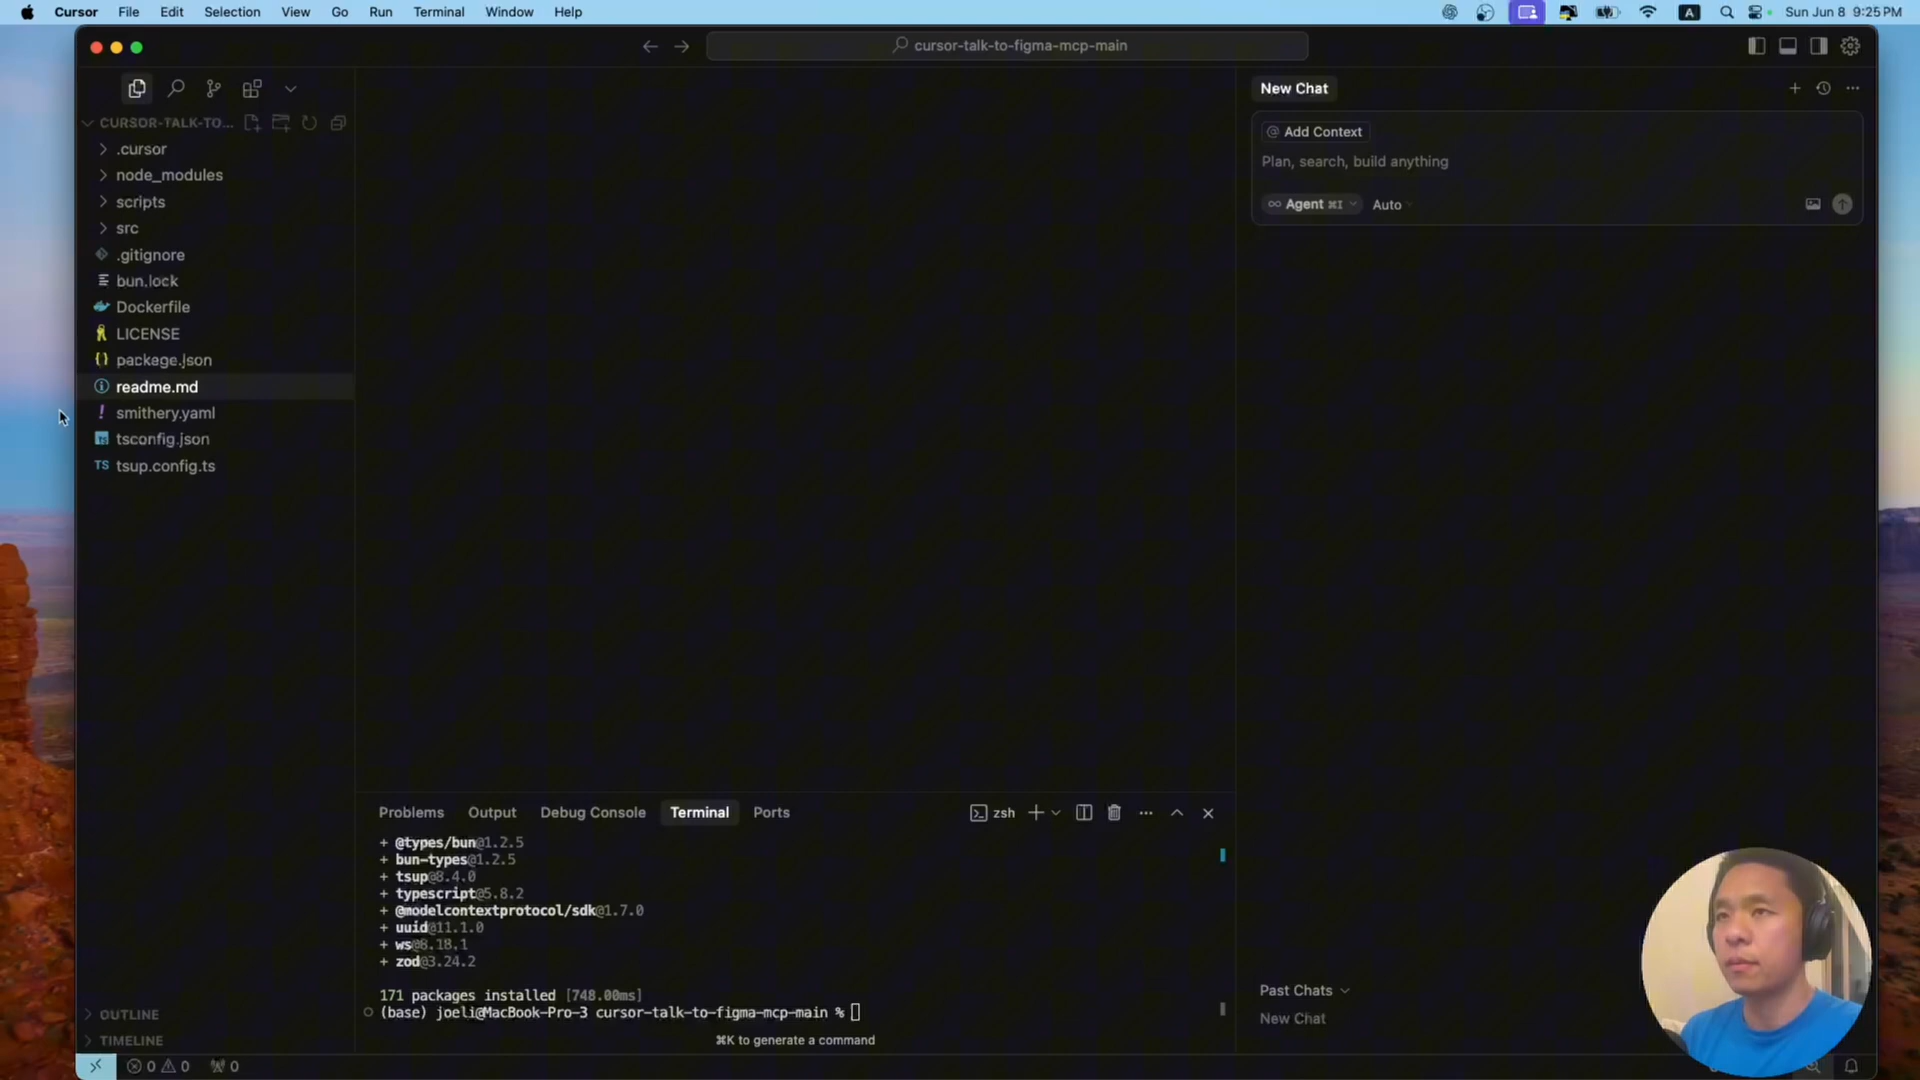 Cursor File Edit Selection View Go Run Terminal Window Help
A Sun Jun 8 9:25 PM
cursor-talk-to-figma-mcp-main
CURSOR-TALK-TO...
.cursor
node_modules
scripts
src
.gitignore
bun.lock
Dockerfile
LICENSE
package.json
readme.md
smithery.yaml
tsconfig.json
TS tsup.config.ts
OUTLINE
TIMELINE
New Chat
@ Add Context
Plan, search, build anything
Agent ⌘I Auto
Past Chats
New Chat
Problems Output Debug Console Terminal Ports
zsh
+ @types/bun@1.2.5
+ bun-types@1.2.5
+ tsup@8.4.0
+ typescript@5.8.2
+ @modelcontextprotocol/sdk@1.7.0
+ uuid@11.1.0
+ ws@8.18.1
+ zod@3.24.2
171 packages installed [748.00ms]
(base) joeli@MacBook-Pro-3 cursor-talk-to-figma-mcp-main %
⌘K to generate a command
0 0 0